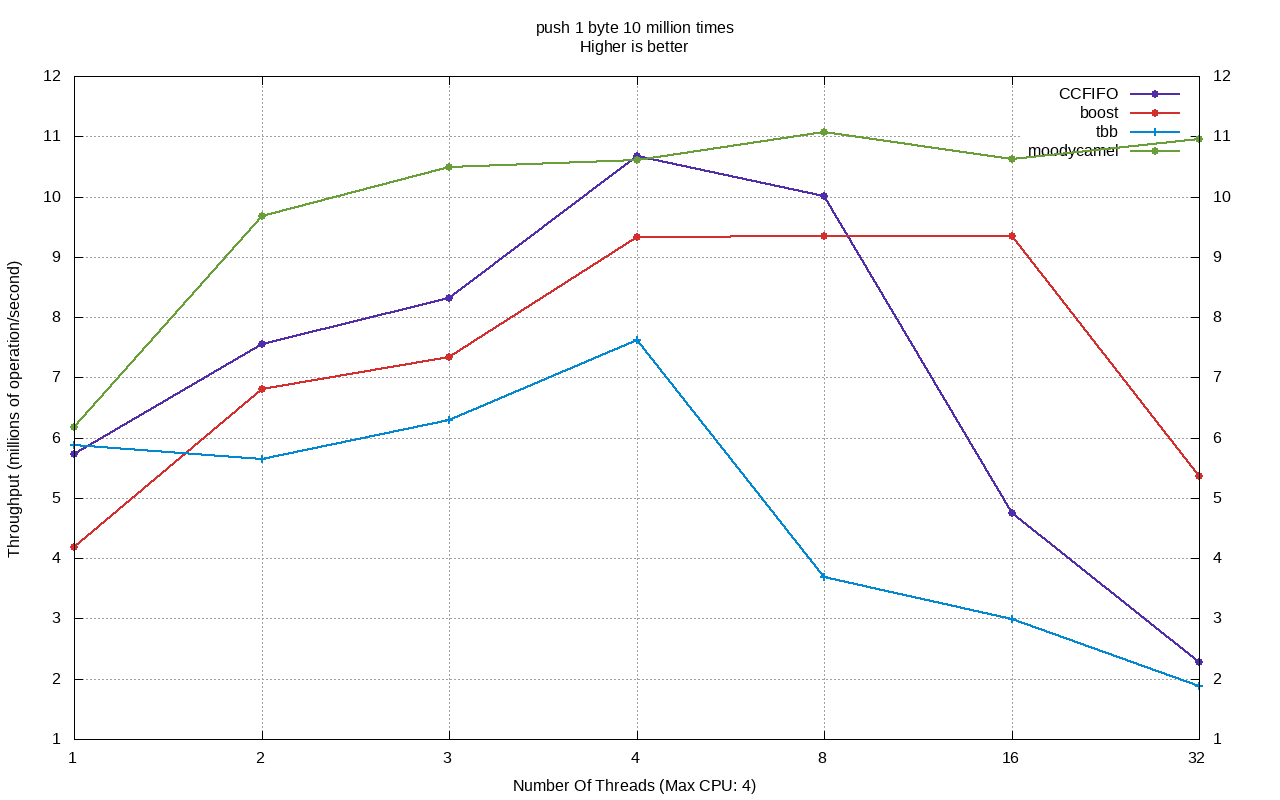 push 1 byte 10 million times
Higher is better
Throughput (millions of operation/second)
12
11
10
9
8
7
6
5
4
3
2
1
CCFIFO
boost
tbb
moodycamel
12
11
10
9
8
7
6
5
4
3
2
1
1 2 3 4 8 16 32
Number Of Threads (Max CPU: 4)